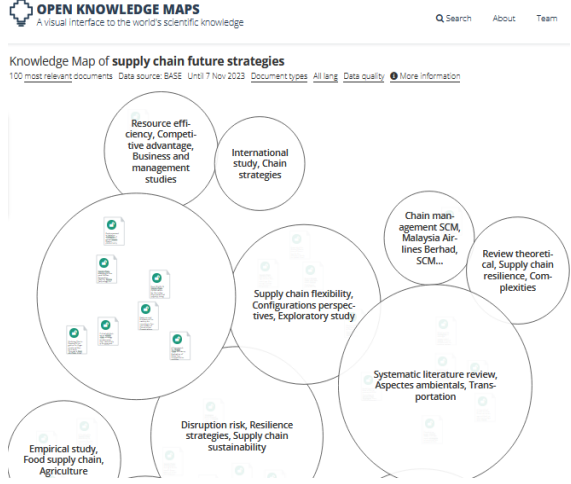 OPEN KNOWLEDGE MAPS
A visual interface to the world's scientific knowledge
Search About Team
Knowledge Map of supply chain future strategies
100 most relevant documents Data source: BASE Until 7 Nov 2023 Document types All lang Data quality More information
Resource effi-
ciency, Competi-
tive advantage,
Business and
management
studies
International
study, Chain
strategies
Chain man-
agement SCM,
Malaysia Air-
lines Berhad,
SCM...
Review theoreti-
cal, Supply chain
resilience, Com-
plexities
Supply chain flexibility,
Configurations perspec-
tives, Exploratory study
Systematic literature review,
Aspectes ambientals, Trans-
portation
Disruption risk, Resilience
strategies, Supply chain
sustainability
Empirical study,
Food supply chain,
Agriculture